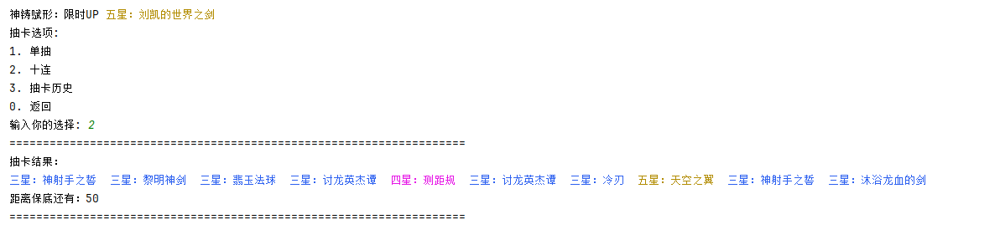 神铸赋形：限时UP 五星：刘凯的世界之剑
抽卡选项：
1. 单抽
2. 十连
3. 抽卡历史
0. 返回
输入你的选择：2
====================================================================
抽卡结果：
三星：神射手之誓 三星：黎明神剑 三星：翡玉法球 三星：讨龙英杰谭 四星：测距规 三星：讨龙英杰谭 三星：冷刃 五星：天空之翼 三星：神射手之誓 三星：沐浴龙血的剑
距离保底还有：50
====================================================================